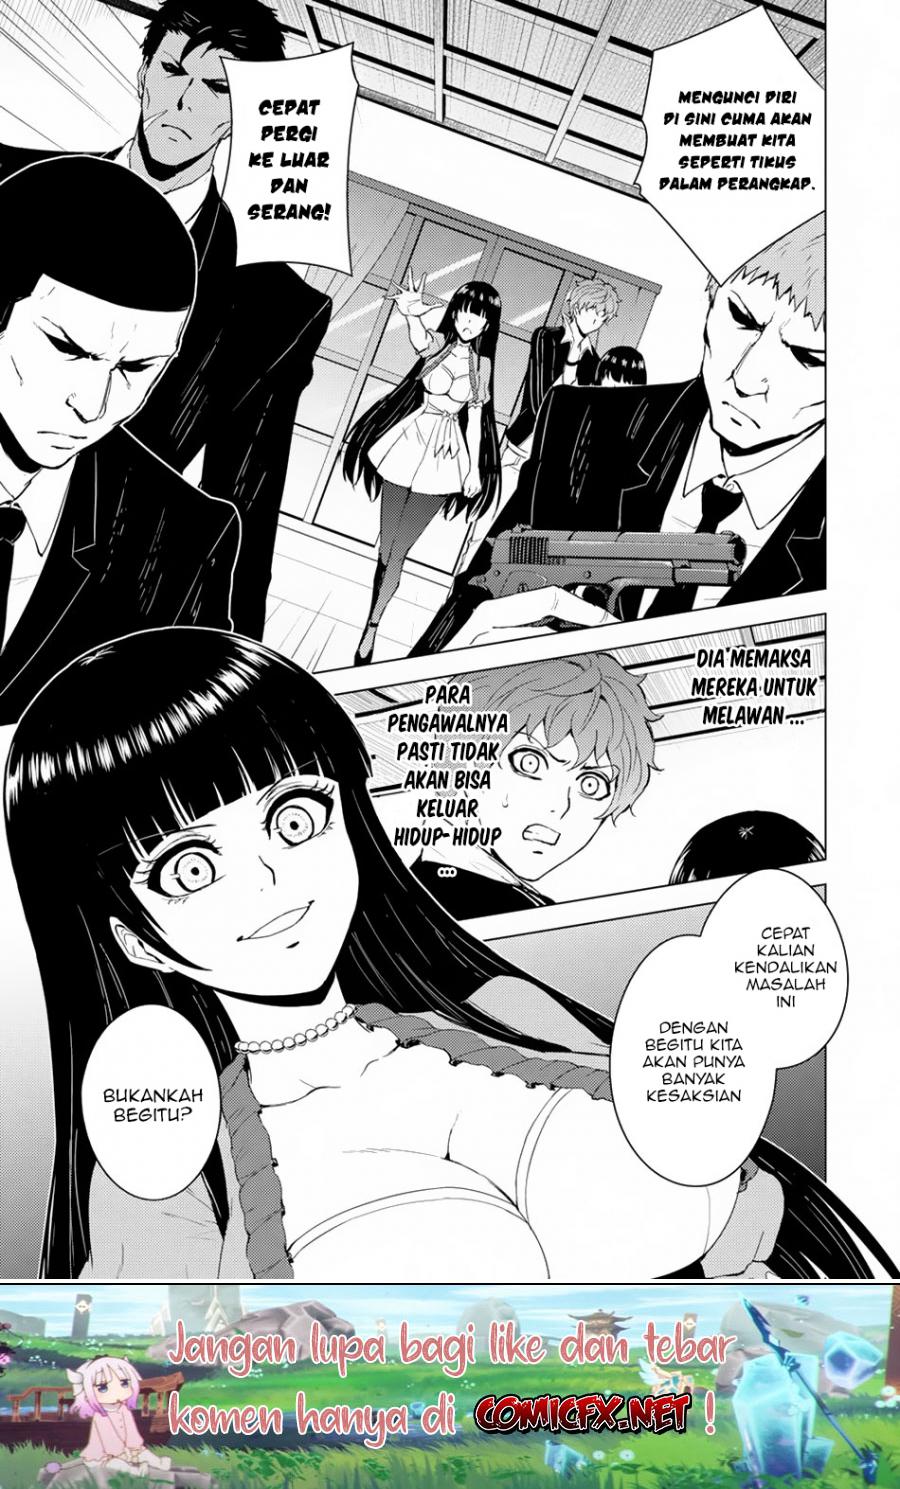 MENGUNCI DIRI
DI SINI CUMA AKAN
MEMBUAT KITA
SEPERTI TIKUS
DALAM PERANGKAP.
CEPAT
PERGI
KE LUAR
DAN
SERANG!
DIA MEMAKSA
MEREKA UNTUK
MELAWAN ...
PARA
PENGAWALNYA
PASTI TIDAK
AKAN BISA
KELUAR
HIDUP-HIDUP
...
CEPAT
KALIAN
KENDALIKAN
MASALAH
INI
DENGAN
BEGITU KITA
AKAN PUNYA
BANYAK
KESAKSIAN
BUKANKAH
BEGITU?
Jangan lupa bagi like dan tebar
komen hanya di COMICFX.NET !